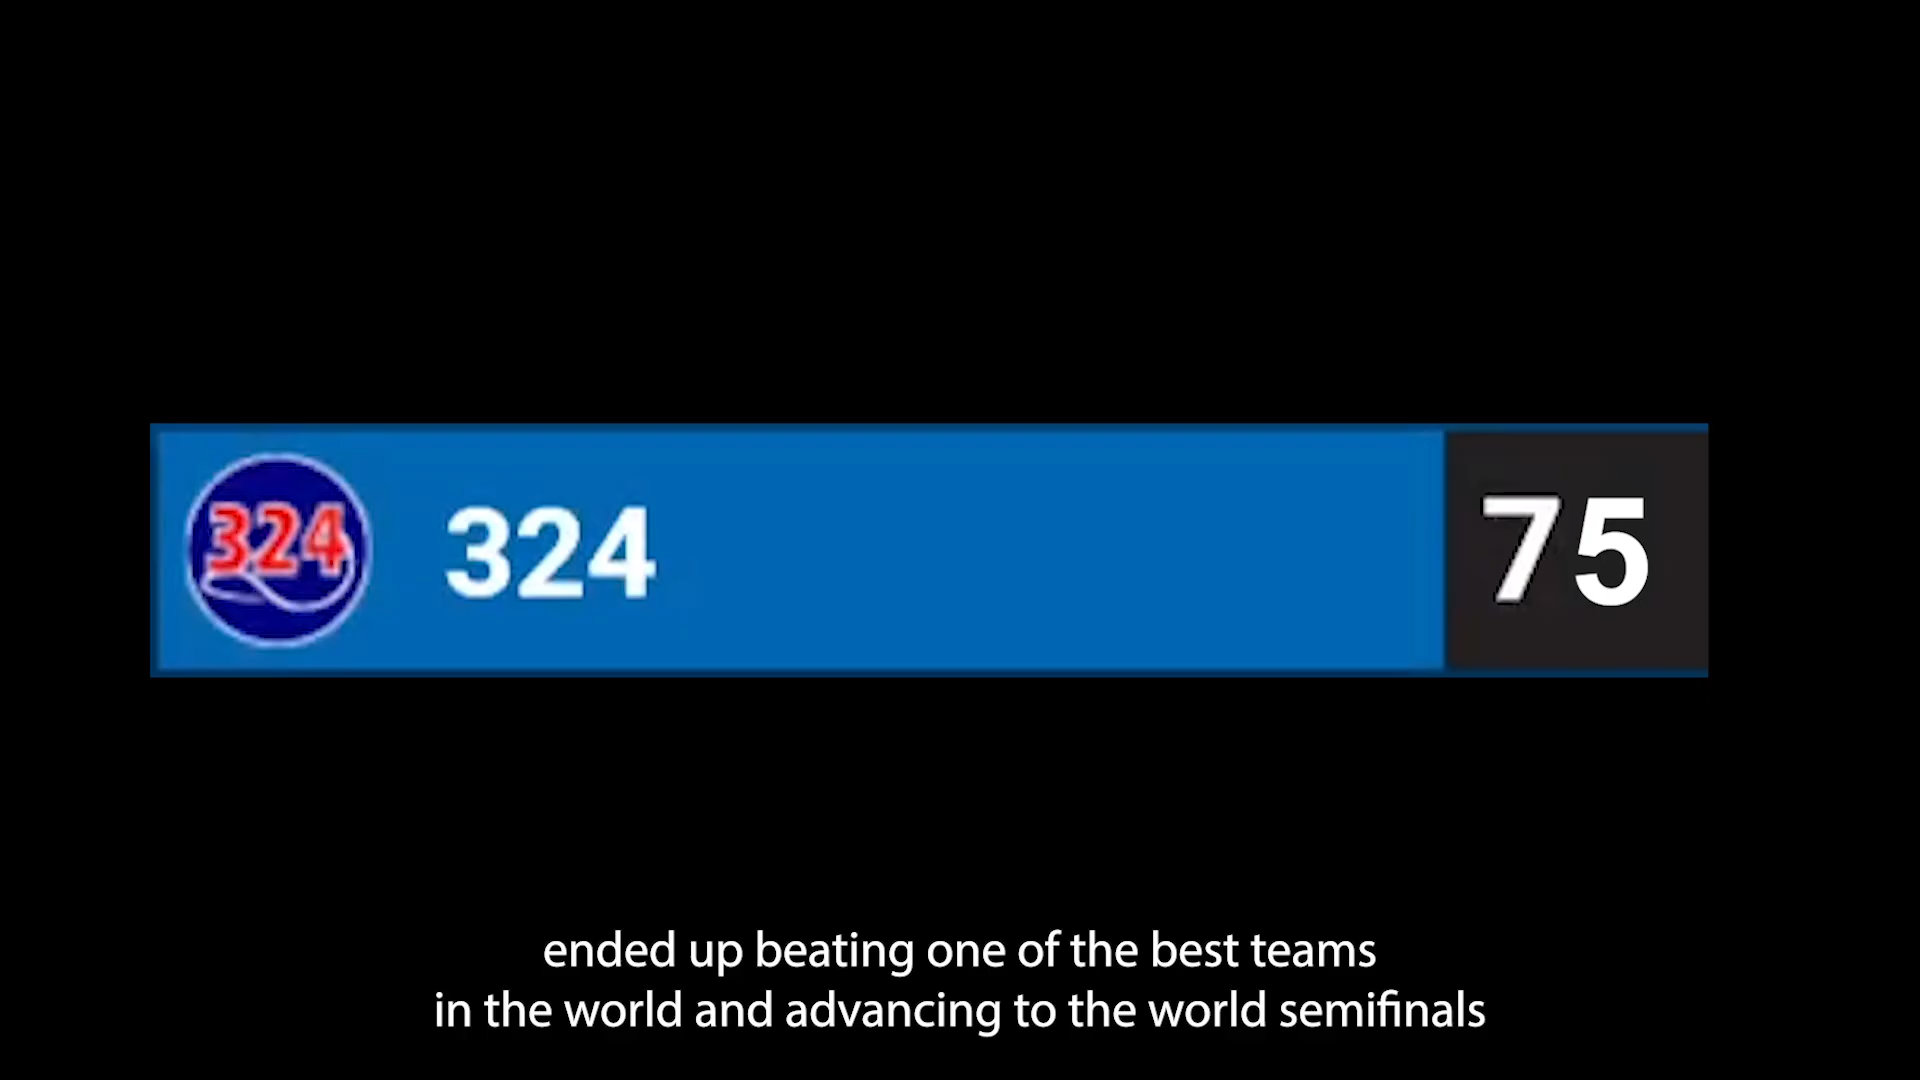 324
324
75
ended up beating one of the best teams
in the world and advancing to the world semifinals